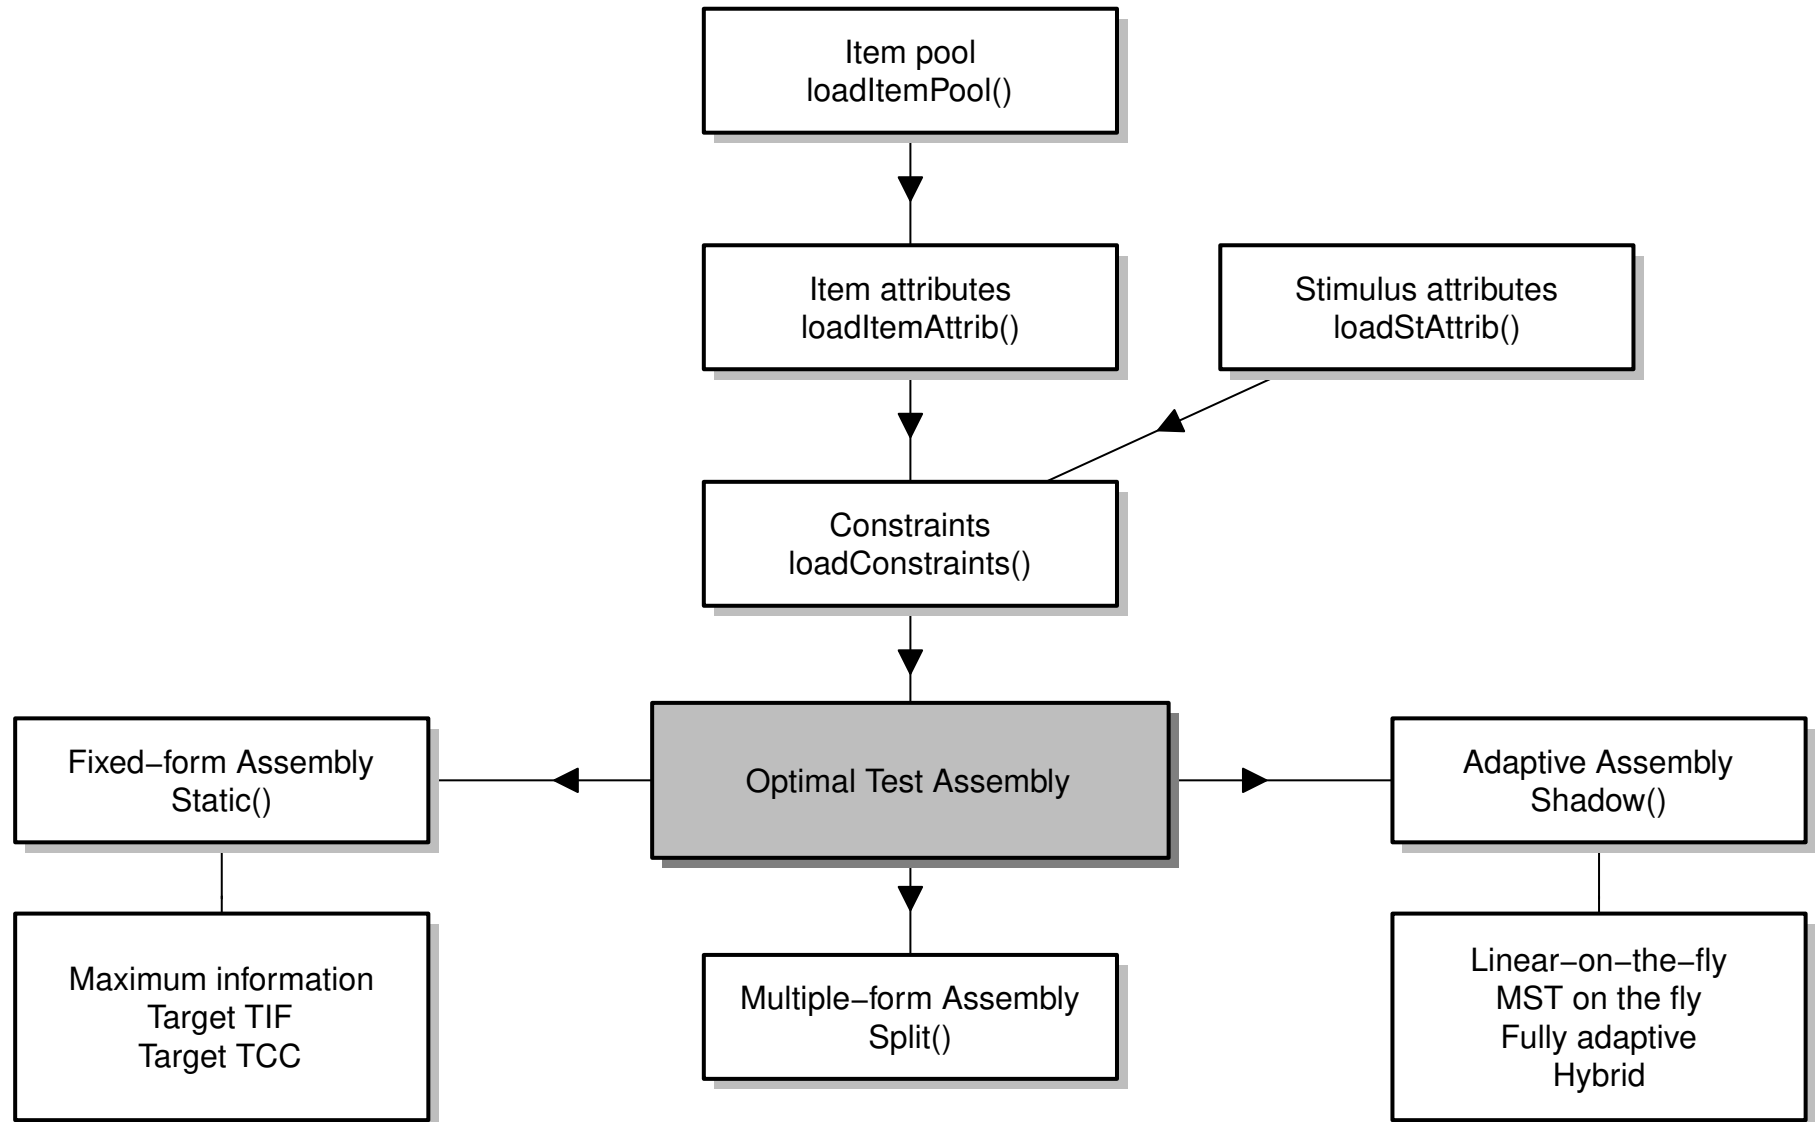 Item pool
loadItemPool()
Item attributes
loadItemAttrib()
Stimulus attributes
loadStAttrib()
Constraints
loadConstraints()
Fixed−form Assembly
Static()
Optimal Test Assembly
Adaptive Assembly
Shadow()
Maximum information
Target TIF
Target TCC
Multiple−form Assembly
Split()
Linear−on−the−fly
MST on the fly
Fully adaptive
Hybrid